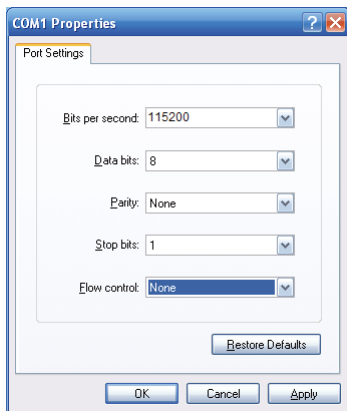 COM1 Properties
Port Settings
Bits per second: 115200
Data bits: 8
Parity: None
Stop bits: 1
Flow control: None
Restore Defaults
OK Cancel Apply